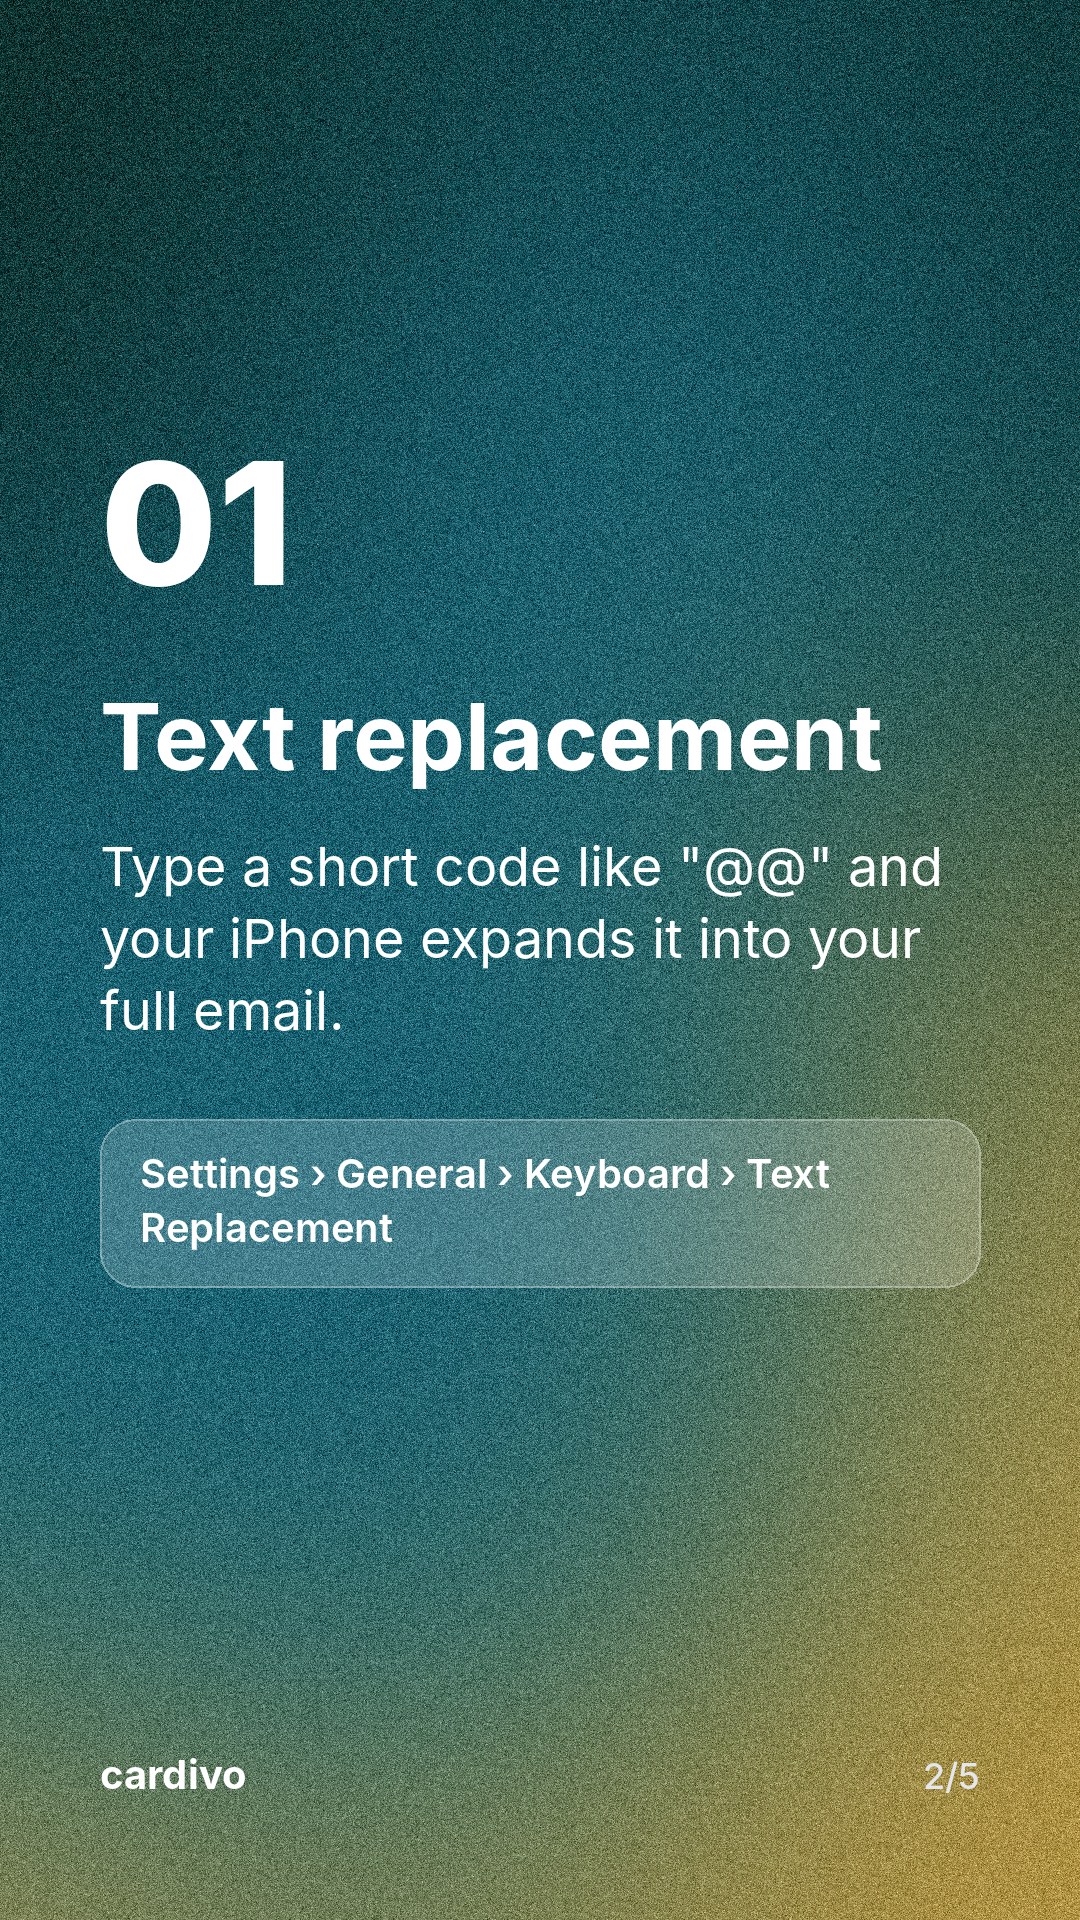 01
Text replacement
Type a short code like "@@" and
your iPhone expands it into your
full email.
Settings › General › Keyboard › Text
Replacement
cardivo
2/5